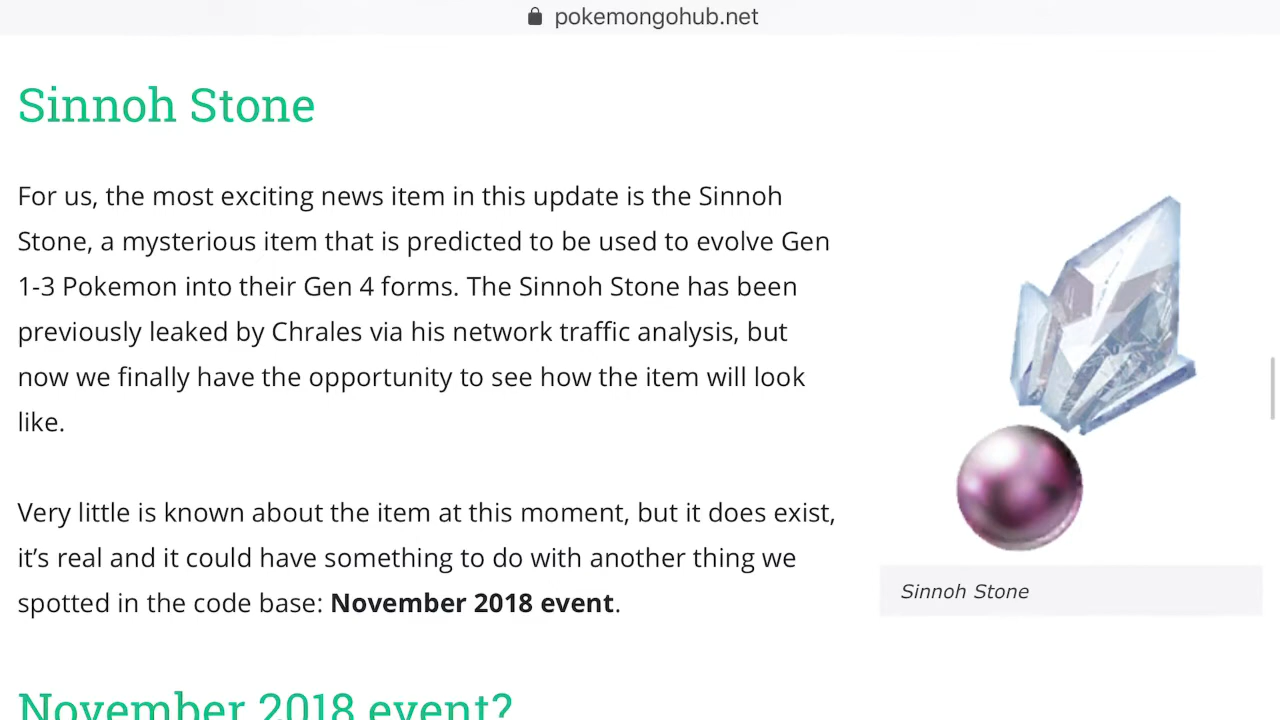 pokemongohub.net
Sinnoh Stone
For us, the most exciting news item in this update is the Sinnoh
Stone, a mysterious item that is predicted to be used to evolve Gen
1-3 Pokemon into their Gen 4 forms. The Sinnoh Stone has been
previously leaked by Chrales via his network traffic analysis, but
now we finally have the opportunity to see how the item will look
like.
Very little is known about the item at this moment, but it does exist,
it’s real and it could have something to do with another thing we
spotted in the code base: November 2018 event.
Sinnoh Stone
November 2018 event?